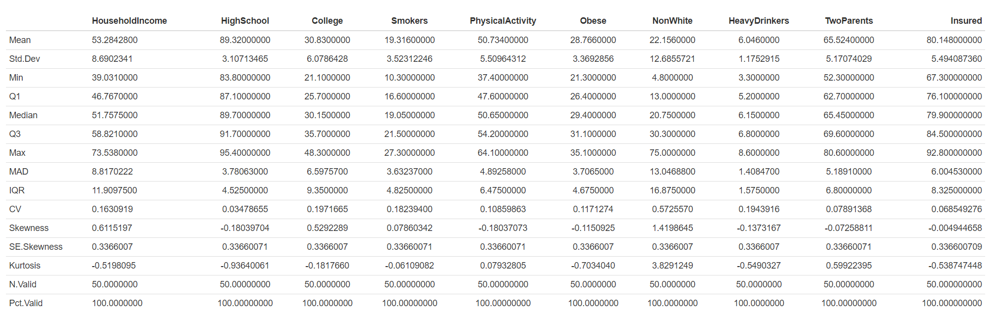 HouseholdIncome HighSchool College Smokers PhysicalActivity Obese NonWhite HeavyDrinkers TwoParents Insured
Mean 53.2842800 89.32000000 30.8300000 19.31600000 50.73400000 28.7660000 22.1560000 6.0460000 65.52400000 80.148000000
Std.Dev 8.6902341 3.10713465 6.0786428 3.52312246 5.50964312 3.3692856 12.6855721 1.1752915 5.17074029 5.494087360
Min 39.0310000 83.80000000 21.1000000 10.30000000 37.40000000 21.3000000 4.8000000 3.3000000 52.30000000 67.300000000
Q1 46.7670000 87.10000000 25.7000000 16.60000000 47.60000000 26.4000000 13.0000000 5.2000000 62.70000000 76.100000000
Median 51.7575000 89.70000000 30.1500000 19.05000000 50.65000000 29.4000000 20.7500000 6.1500000 65.45000000 79.900000000
Q3 58.8210000 91.70000000 35.7000000 21.50000000 54.20000000 31.1000000 30.3000000 6.8000000 69.60000000 84.500000000
Max 73.5380000 95.40000000 48.3000000 27.30000000 64.10000000 35.1000000 75.0000000 8.6000000 80.60000000 92.800000000
MAD 8.8170222 3.78063000 6.5975700 3.63237000 4.89258000 3.7065000 13.0468800 1.4084700 5.18910000 6.004530000
IQR 11.9097500 4.52500000 9.3500000 4.82500000 6.47500000 4.6750000 16.8750000 1.5750000 6.80000000 8.325000000
CV 0.1630919 0.03478655 0.1971665 0.18239400 0.10859863 0.1171274 0.5725570 0.1943916 0.07891368 0.068549276
Skewness 0.6115197 -0.18039704 0.5292289 0.07860342 -0.18037073 -0.1150925 1.4198645 -0.1373167 -0.07258811 -0.004944658
SE.Skewness 0.3366007 0.33660071 0.3366007 0.33660071 0.33660071 0.3366007 0.3366007 0.3366007 0.33660071 0.336600709
Kurtosis -0.5198095 -0.93640061 -0.1817660 -0.06109082 0.07932805 -0.7034040 3.8291249 -0.5490327 0.59922395 -0.538747448
N.Valid 50.0000000 50.00000000 50.0000000 50.00000000 50.00000000 50.0000000 50.0000000 50.0000000 50.00000000 50.000000000
Pct.Valid 100.0000000 100.00000000 100.0000000 100.00000000 100.00000000 100.0000000 100.0000000 100.0000000 100.00000000 100.000000000